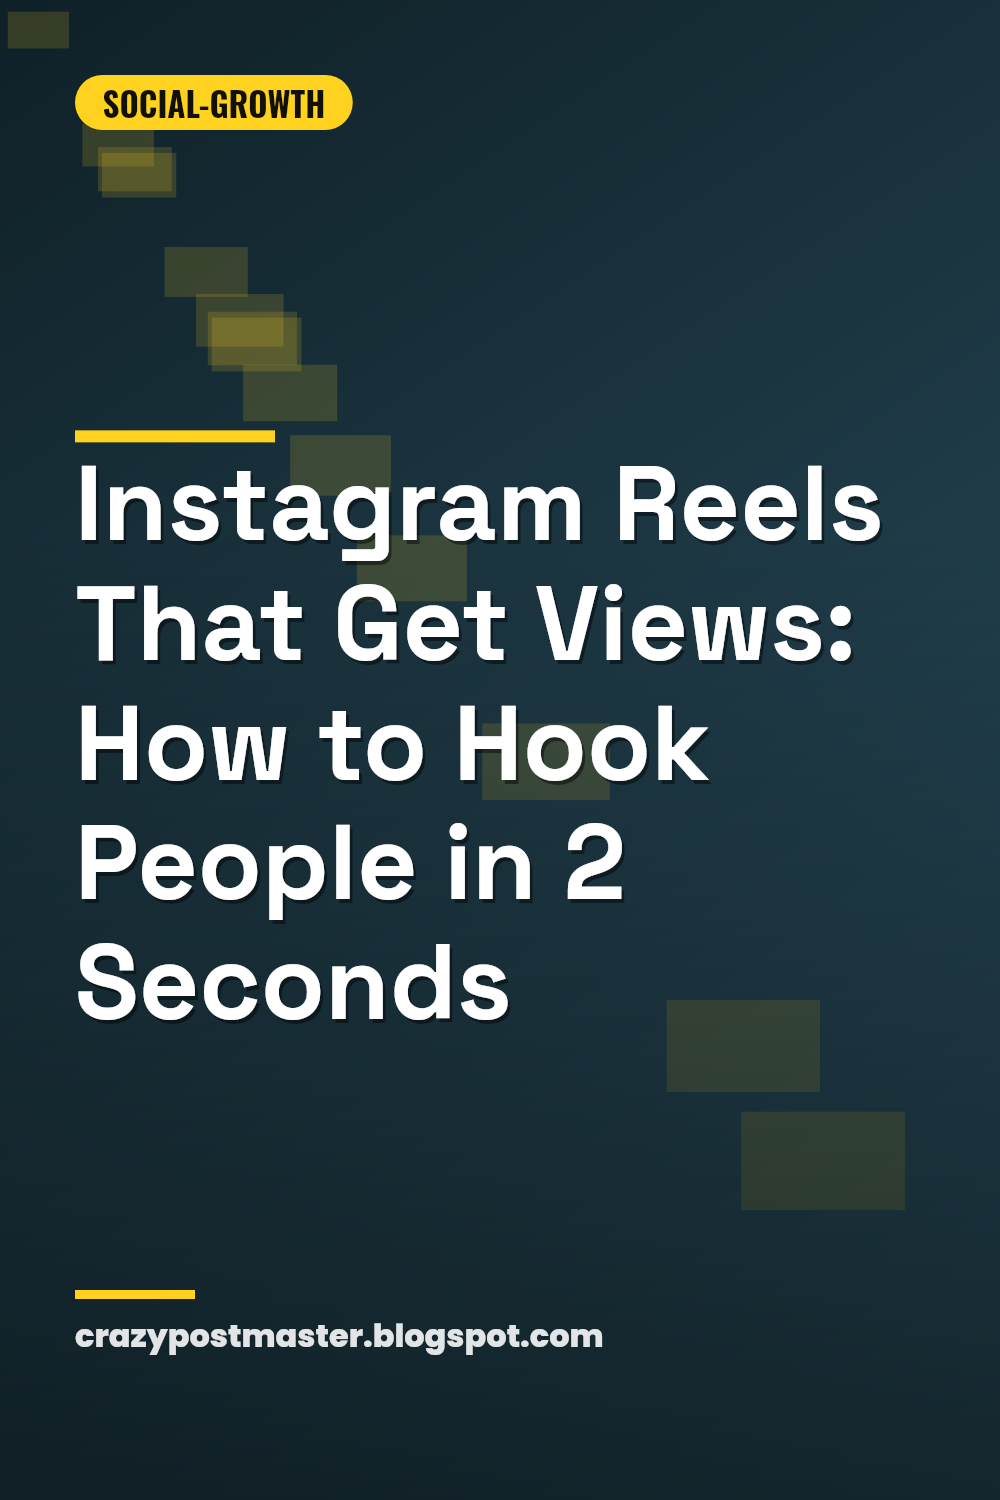 SOCIAL-GROWTH
Instagram Reels
That Get Views:
How to Hook
People in 2
Seconds
crazypostmaster.blogspot.com